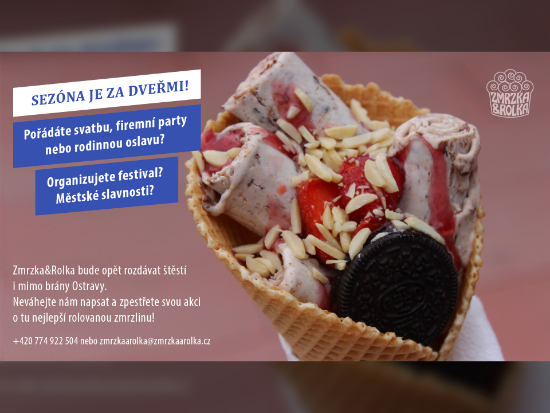 SEZÓNA JE ZA DVEŘMI!
Pořádáte svatbu, firemní party
nebo rodinnou oslavu?
Organizujete festival?
Městské slavnosti?
ZMRZKA
&ROLKA
Zmrzka&Rolka bude opět rozdávat štěstí
i mimo brány Ostravy.
Neváhejte nám napsat a zpestřete svou akci
o tu nejlepší rolovanou zmrzlinu!
+420 774 922 504 nebo zmrzkaarolka@zmrzkaarolka.cz